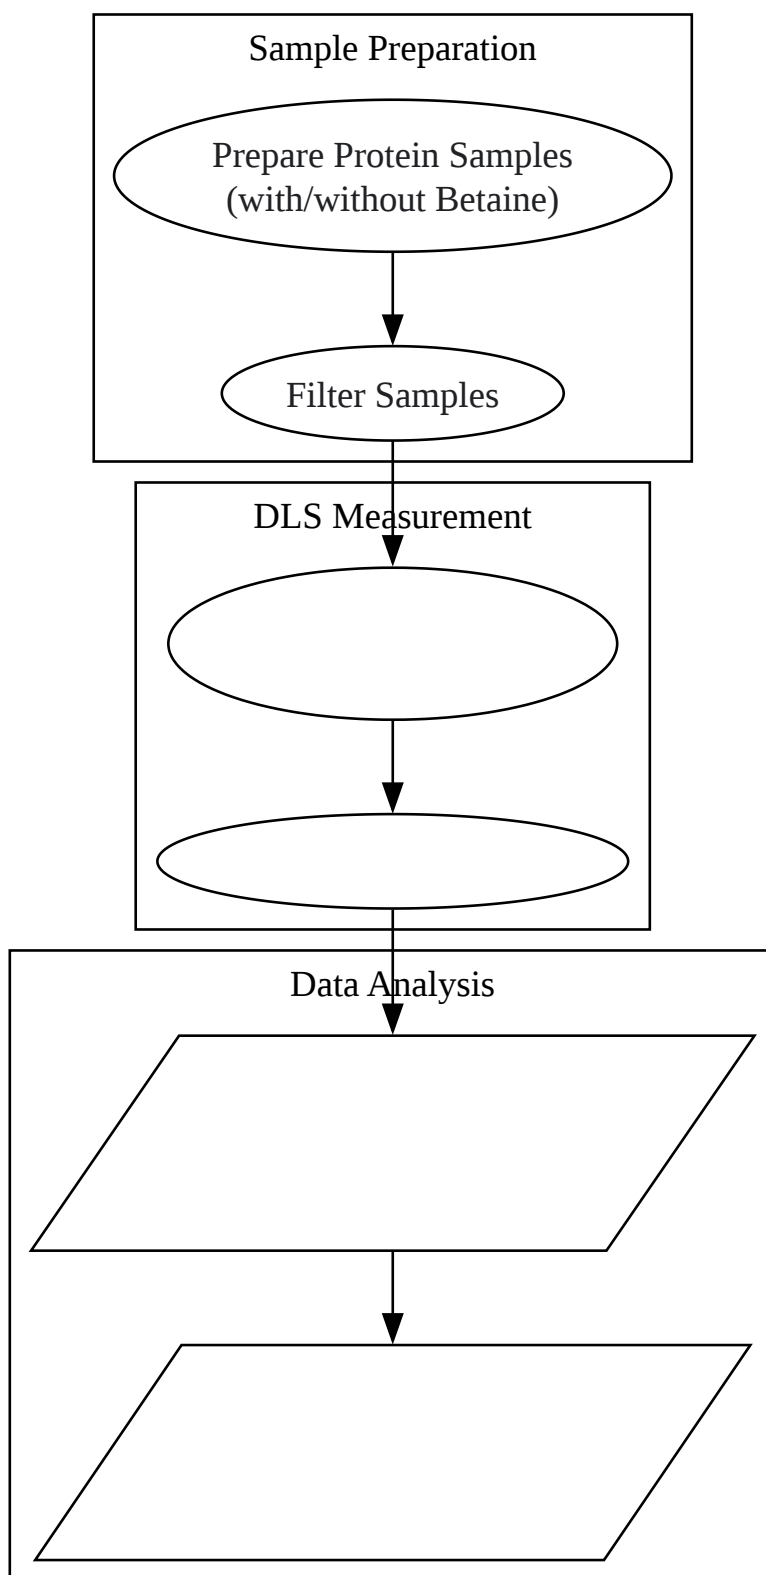 Sample Preparation
Prepare Protein Samples
(with/without Betaine)
Filter Samples
DLS Measurement
Data Analysis